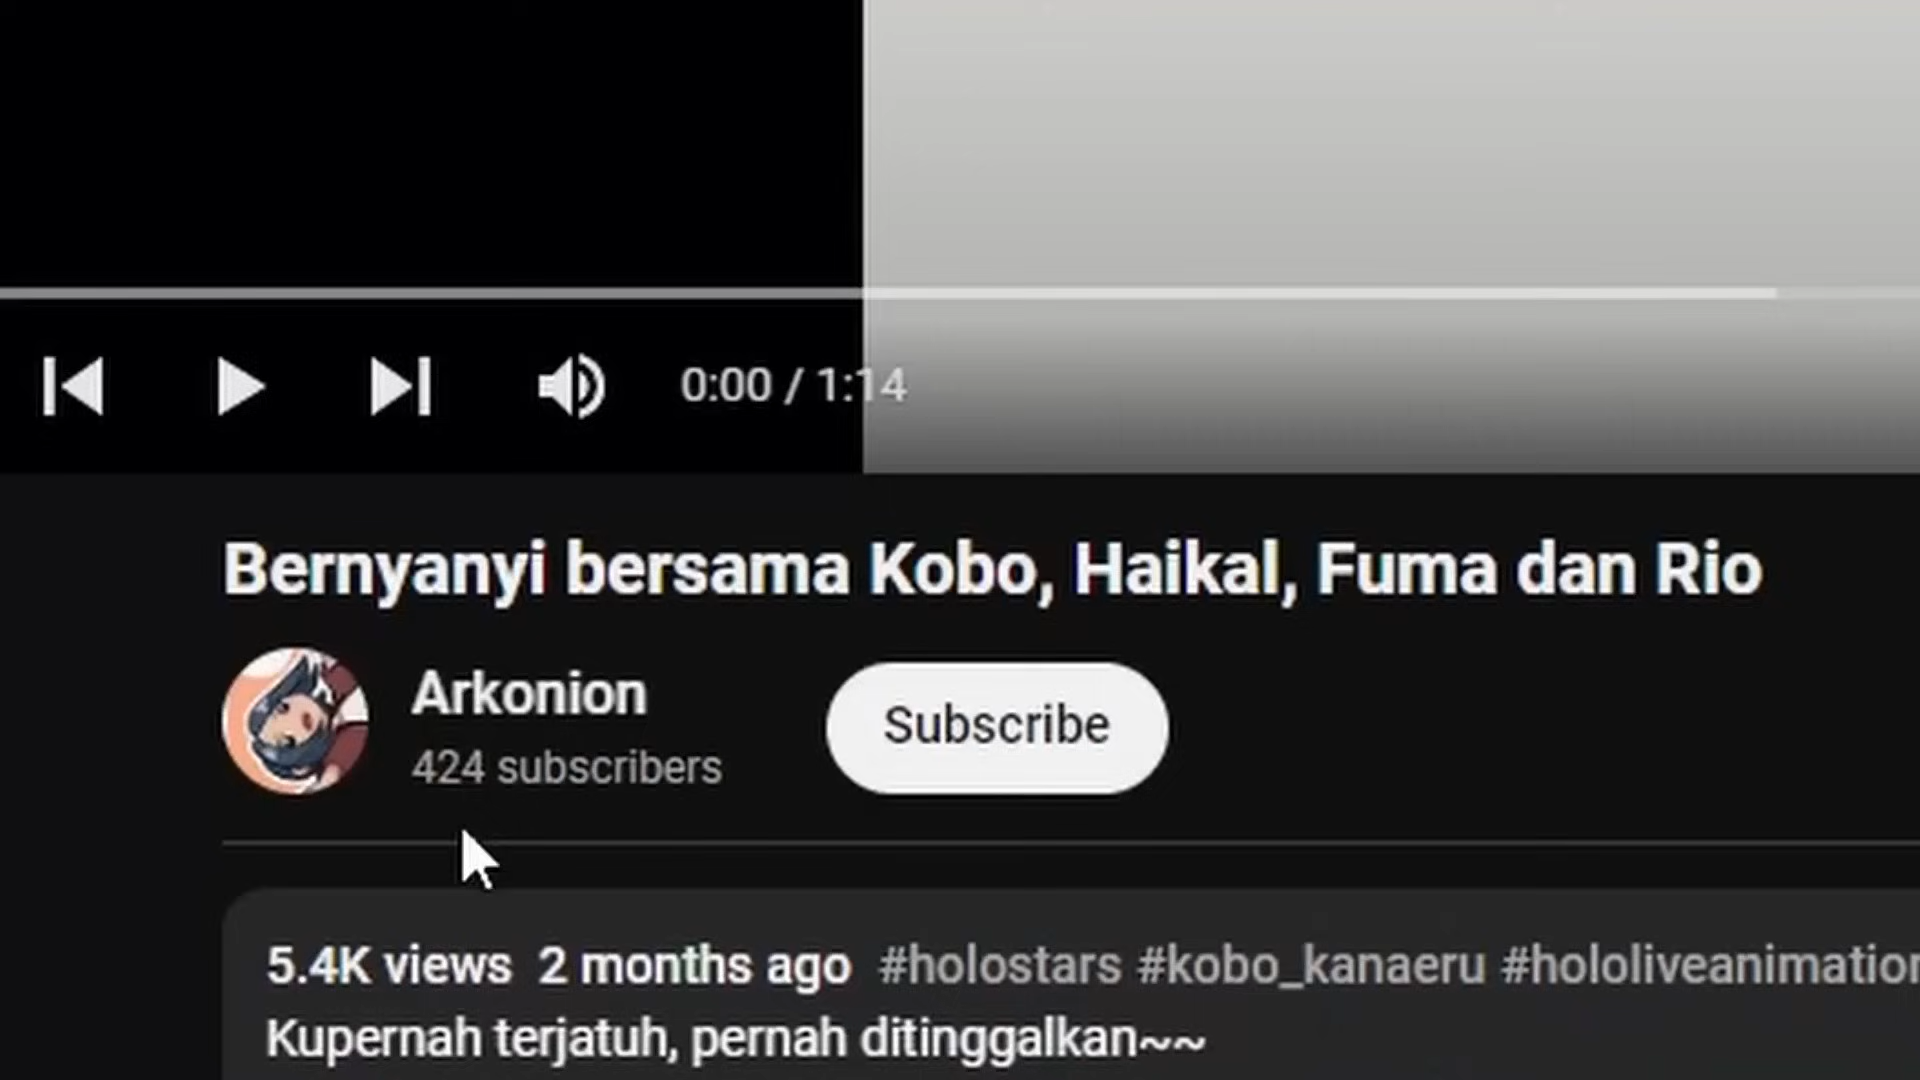 0:00 / 1:14
Bernyanyi bersama Kobo, Haikal, Fuma dan Rio
Arkonion
Subscribe
424 subscribers
5.4K views 2 months ago #holostars #kobo_kanaeru #hololiveanimation
Kupernah terjatuh, pernah ditinggalkan~~